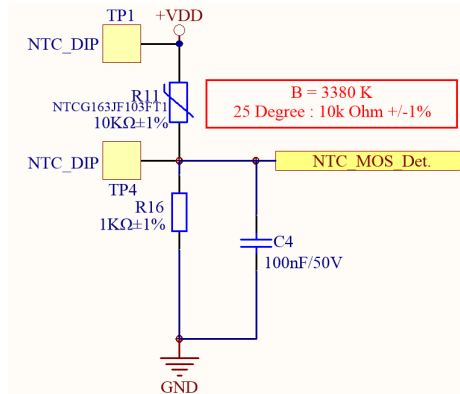 TP1
+VDD
NTC_DIP
R11
NTCG163JF103FT1
10KΩ±1%
B = 3380 K
25 Degree : 10k Ohm +/-1%
NTC_DIP
NTC_MOS_Det.
TP4
R16
1KΩ±1%
C4
100nF/50V
GND